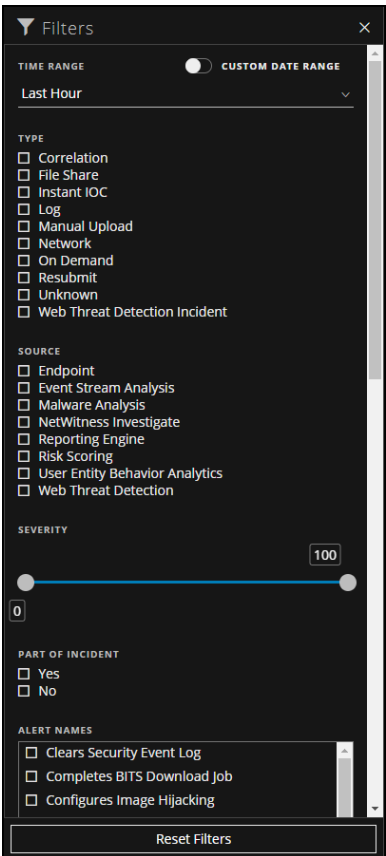 Filters
TIME RANGE CUSTOM DATE RANGE
Last Hour
TYPE
Correlation
File Share
Instant IOC
Log
Manual Upload
Network
On Demand
Resubmit
Unknown
Web Threat Detection Incident
SOURCE
Endpoint
Event Stream Analysis
Malware Analysis
NetWitness Investigate
Reporting Engine
Risk Scoring
User Entity Behavior Analytics
Web Threat Detection
SEVERITY
100
0
PART OF INCIDENT
Yes
No
ALERT NAMES
Clears Security Event Log
Completes BITS Download Job
Configures Image Hijacking
Reset Filters